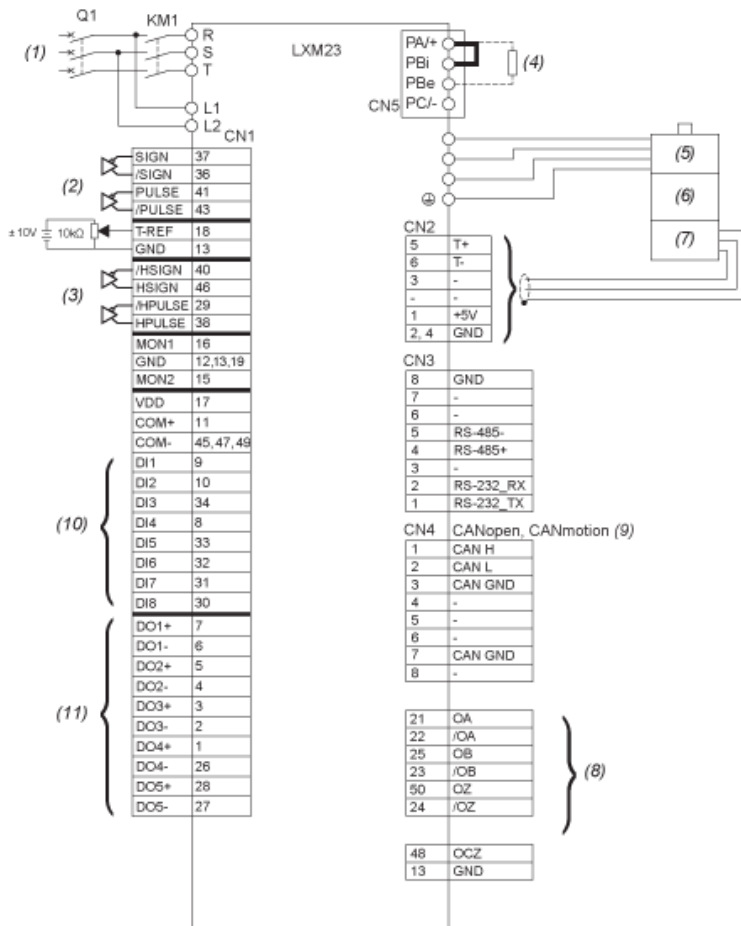 Q1
KM1
(1)
R
S
T
L1
L2
LXM23
PA/+
PBi
PBe
CN5 PC/-
(4)
(5)
(6)
(7)
CN1
(2)
SIGN 37
/SIGN 36
PULSE 41
/PULSE 43
±10V 10kΩ T-REF 18
GND 13
(3)
/HSIGN 40
HSIGN 46
/HPULSE 29
HPULSE 38
MON1 16
GND 12,13,19
MON2 15
VDD 17
COM+ 11
COM- 45,47,49
(10)
DI1 9
DI2 10
DI3 34
DI4 8
DI5 33
DI6 32
DI7 31
DI8 30
(11)
DO1+ 7
DO1- 6
DO2+ 5
DO2- 4
DO3+ 3
DO3- 2
DO4+ 1
DO4- 26
DO5+ 28
DO5- 27
CN2
5 T+
6 T-
3 -
- -
1 +5V
2, 4 GND
CN3
8 GND
7 -
6 -
5 RS-485-
4 RS-485+
3 -
2 RS-232_RX
1 RS-232_TX
CN4 CANopen, CANmotion (9)
1 CAN H
2 CAN L
3 CAN GND
4 -
5 -
6 -
7 CAN GND
8 -
21 OA
22 /OA
25 OB
23 /OB
50 OZ
24 /OZ
(8)
48 OCZ
13 GND